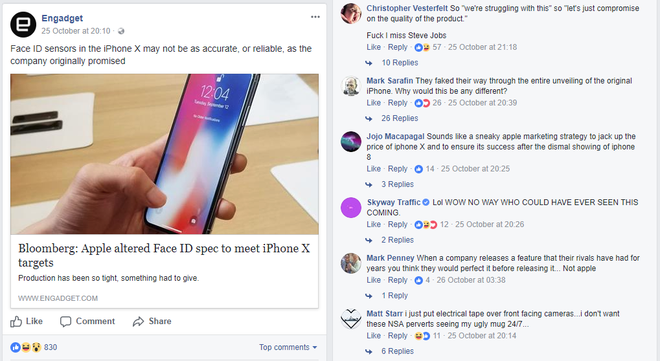 Engadget
25 October at 20:10 ·
Face ID sensors in the iPhone X may not be as accurate, or reliable, as the
company originally promised
12:04
Tuesday, September 12
Bloomberg: Apple altered Face ID spec to meet iPhone X
targets
Production has been so tight, something had to give.
WWW.ENGADGET.COM
Like Comment Share
830 Top comments
Christopher Vesterfelt So "we're struggling with this" so "let's just compromise
on the quality of the product."
Fuck I miss Steve Jobs
Like · Reply · 57 · 25 October at 21:18
10 Replies
Mark Sarafin They faked their way through the entire unveiling of the original
iPhone. Why would this be any different?
Like · Reply · 26 · 25 October at 20:39
26 Replies
Jojo Macapagal Sounds like a sneaky apple marketing strategy to jack up the
price of iphone X and to ensure its success after the dismal showing of iphone
8
Like · Reply · 14 · 25 October at 20:25
3 Replies
Skyway Traffic Lol WOW NO WAY WHO COULD HAVE EVER SEEN THIS
COMING.
Like · Reply · 12 · 25 October at 20:26
2 Replies
Mark Penney When a company releases a feature that their rivals have had for
years you think they would perfect it before releasing it... Not apple
Like · Reply · 4 · 26 October at 03:38
1 Reply
Matt Starr i just put electrical tape over front facing cameras...i don't want
these NSA perverts seeing my ugly mug 24/7...
Like · Reply · 11 · 25 October at 20:14
6 Replies